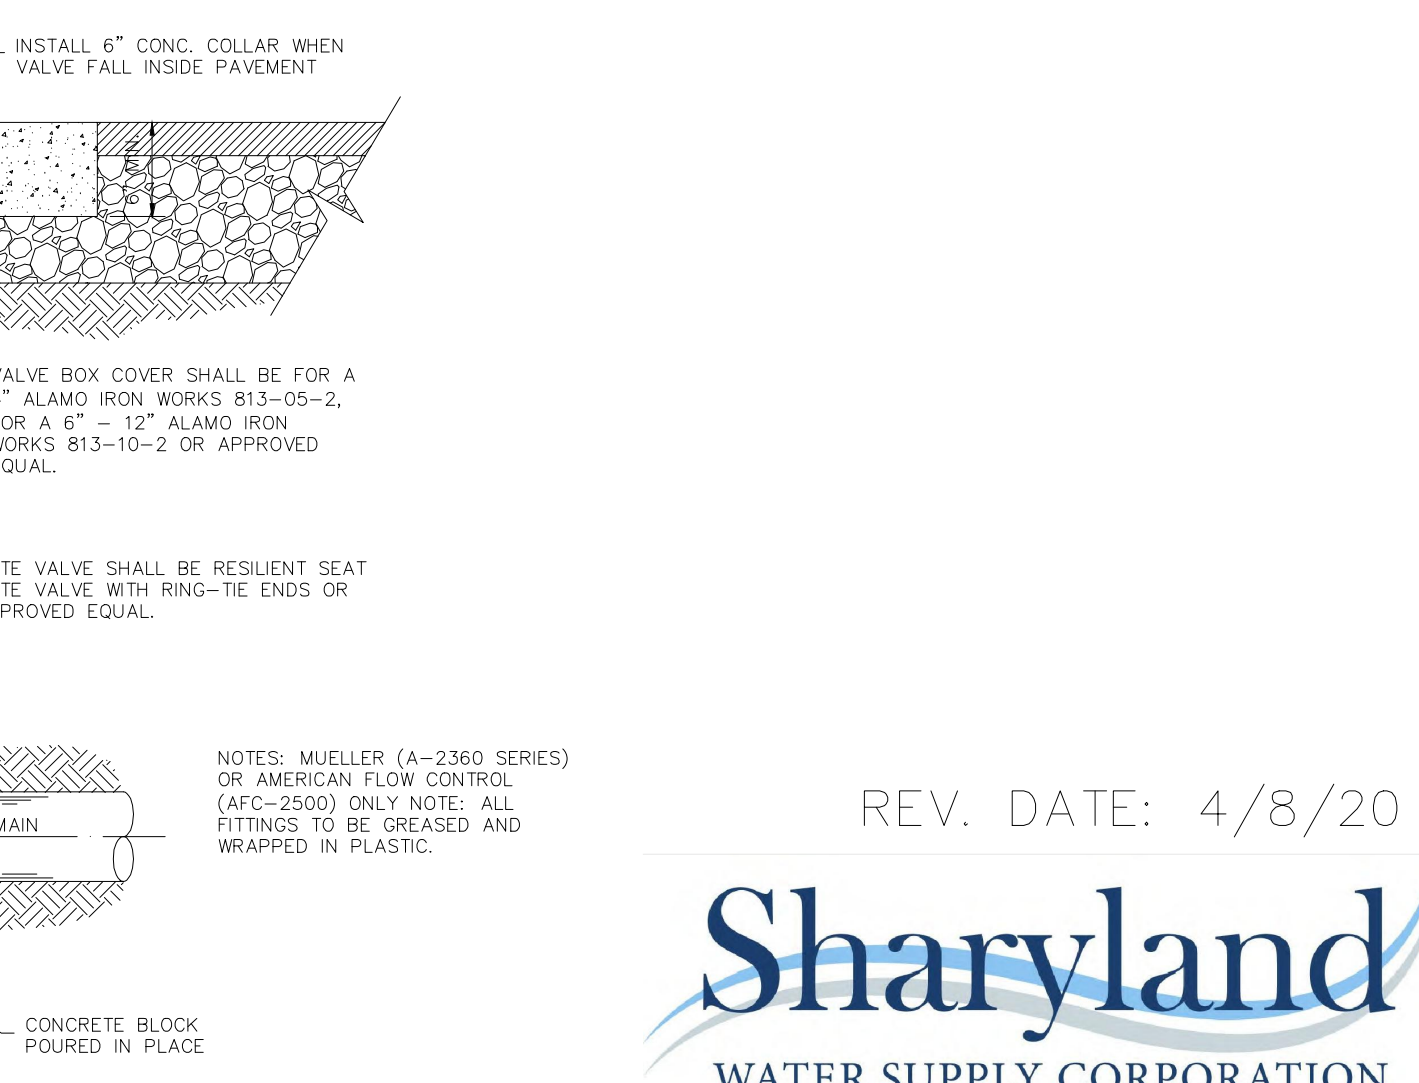 INSTALL 6” CONC. COLLAR WHEN
VALVE FALL INSIDE PAVEMENT
6” MIN.
VALVE BOX COVER SHALL BE FOR A
” ALAMO IRON WORKS 813-05-2,
OR A 6” - 12” ALAMO IRON
WORKS 813-10-2 OR APPROVED
QUAL.
TE VALVE SHALL BE RESILIENT SEAT
TE VALVE WITH RING-TIE ENDS OR
PROVED EQUAL.
MAIN
NOTES: MUELLER (A-2360 SERIES)
OR AMERICAN FLOW CONTROL
(AFC-2500) ONLY NOTE: ALL
FITTINGS TO BE GREASED AND
WRAPPED IN PLASTIC.
REV. DATE: 4/8/20
Sharyland
WATER SUPPLY CORPORATION
CONCRETE BLOCK
POURED IN PLACE